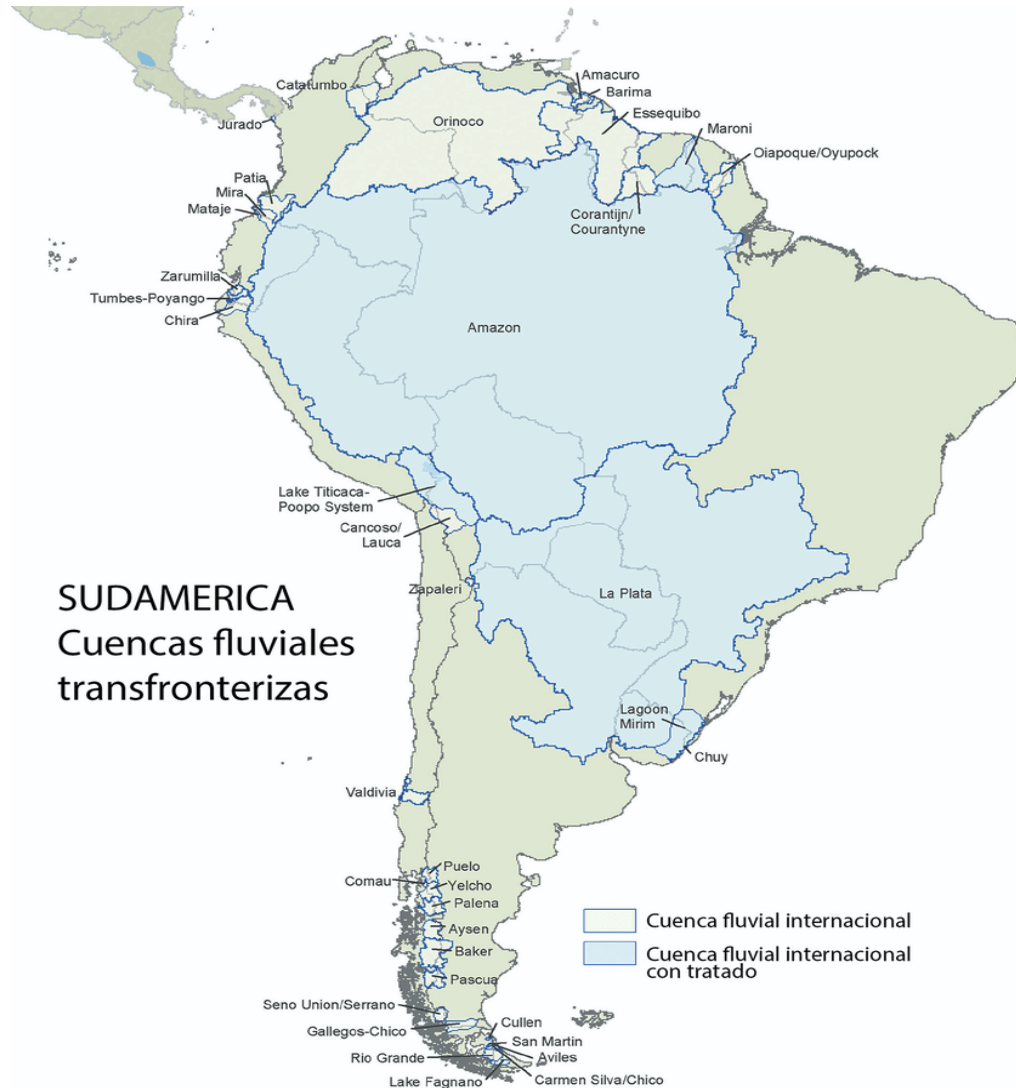 Catatumbo
Amacuro
Barima
Essequibo
Orinoco
Maroni
Jurado
Oiapoque/Oyupock
Patia
Mira
Mataje
Corantijn/
Courantyne
Zarumilla
Tumbes-Poyango
Chira
Amazon
Lake Titicaca-
Poopo System
Cancoso/
Lauca
Zapaleri
La Plata
SUDAMERICA
Cuencas fluviales
transfronterizas
Lagoon
Mirim
Chuy
Valdivia
Puelo
Comau
Yelcho
Palena
Aysen
Baker
Pascua
Cuenca fluvial internacional
Cuenca fluvial internacional
con tratado
Seno Union/Serrano
Gallegos-Chico
Cullen
San Martin
Rio Grande
Aviles
Lake Fagnano
Carmen Silva/Chico